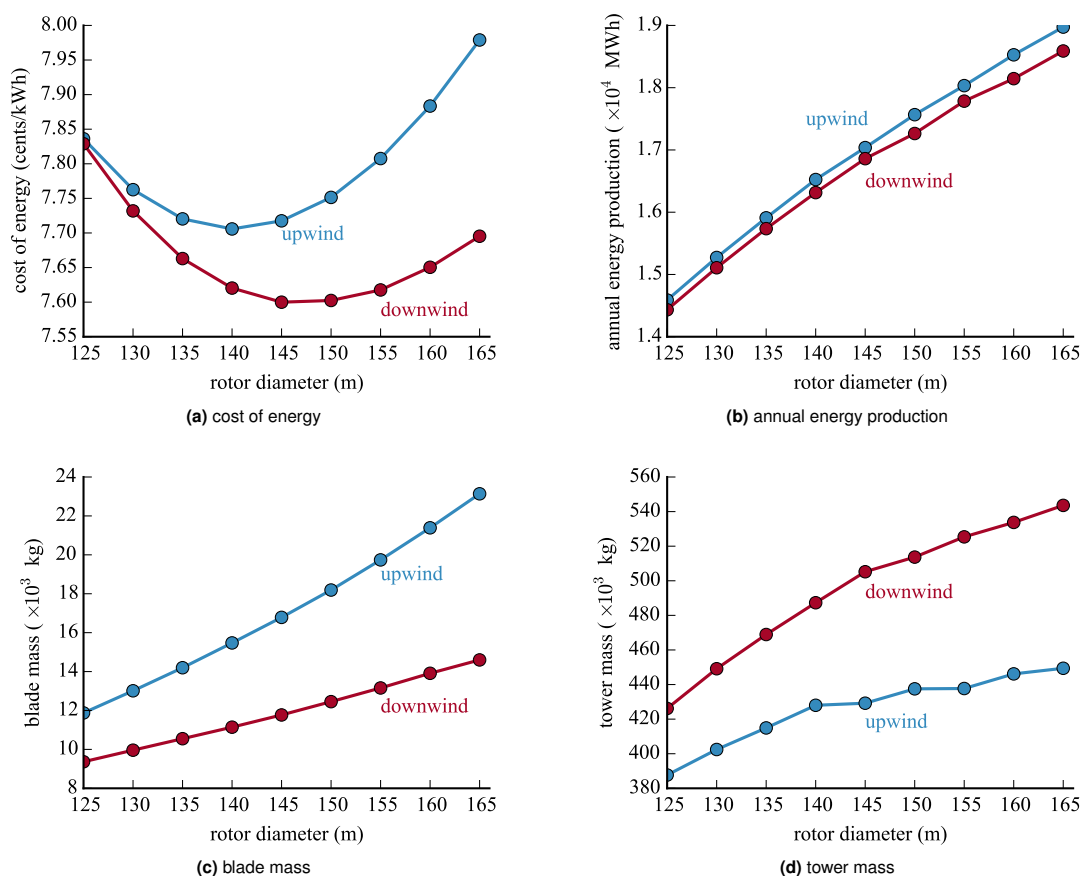 8.00
7.95
7.90
7.85
7.80
7.75
7.70
7.65
7.60
7.55
cost of energy (cents/kWh)
upwind
downwind
125 130 135 140 145 150 155 160 165
rotor diameter (m)
(a) cost of energy
1.9
1.8
1.7
1.6
1.5
1.4
annual energy production ( ×10⁴ MWh)
upwind
downwind
125 130 135 140 145 150 155 160 165
rotor diameter (m)
(b) annual energy production
24
22
20
18
16
14
12
10
8
blade mass ( ×10³ kg)
upwind
downwind
125 130 135 140 145 150 155 160 165
rotor diameter (m)
(c) blade mass
560
540
520
500
480
460
440
420
400
380
tower mass ( ×10³ kg)
downwind
upwind
125 130 135 140 145 150 155 160 165
rotor diameter (m)
(d) tower mass